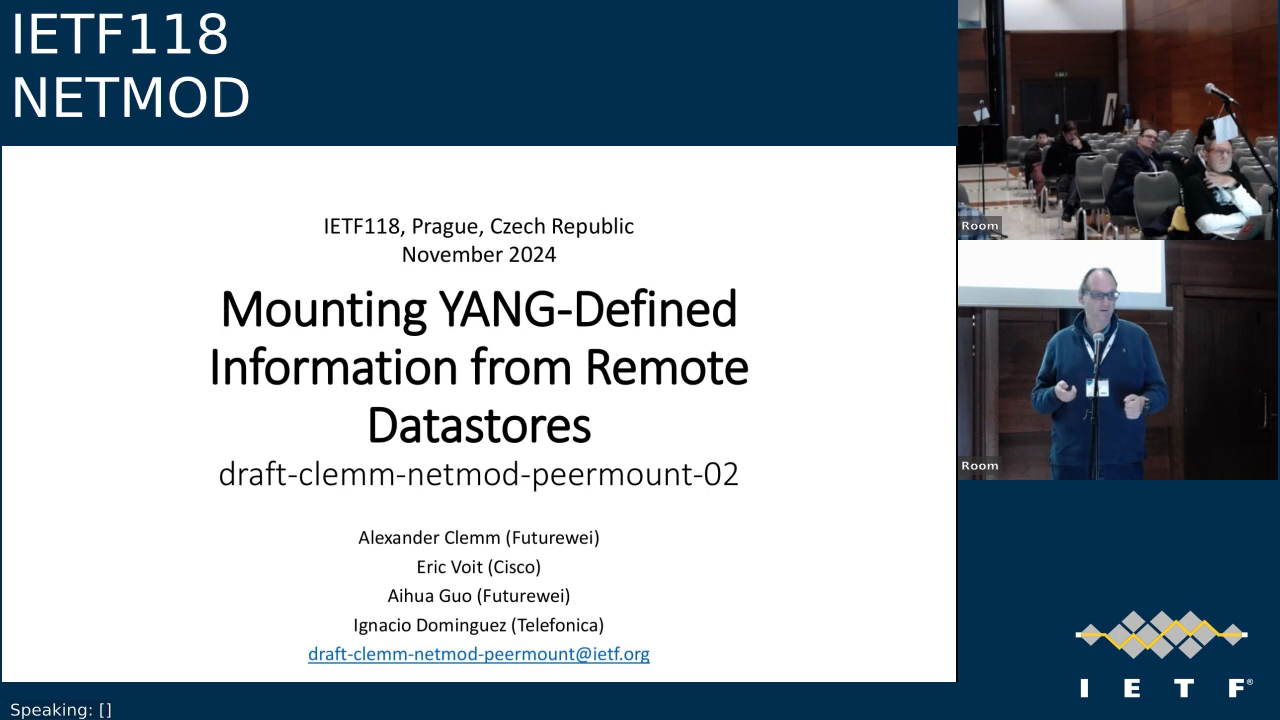 IETF118
NETMOD
IETF118, Prague, Czech Republic
November 2024
Mounting YANG-Defined
Information from Remote
Datastores
draft-clemm-netmod-peermount-02
Alexander Clemm (Futurewei)
Eric Voit (Cisco)
Aihua Guo (Futurewei)
Ignacio Dominguez (Telefonica)
draft-clemm-netmod-peermount@ietf.org
Room
Room
I E T F®
Speaking: []